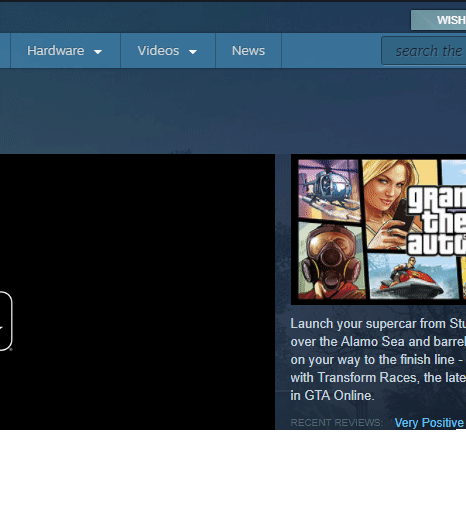 WISH
Hardware Videos News search the
gran
the
auto
Launch your supercar from Stu
over the Alamo Sea and barrel
on your way to the finish line -
with Transform Races, the late
in GTA Online.
RECENT REVIEWS: Very Positive